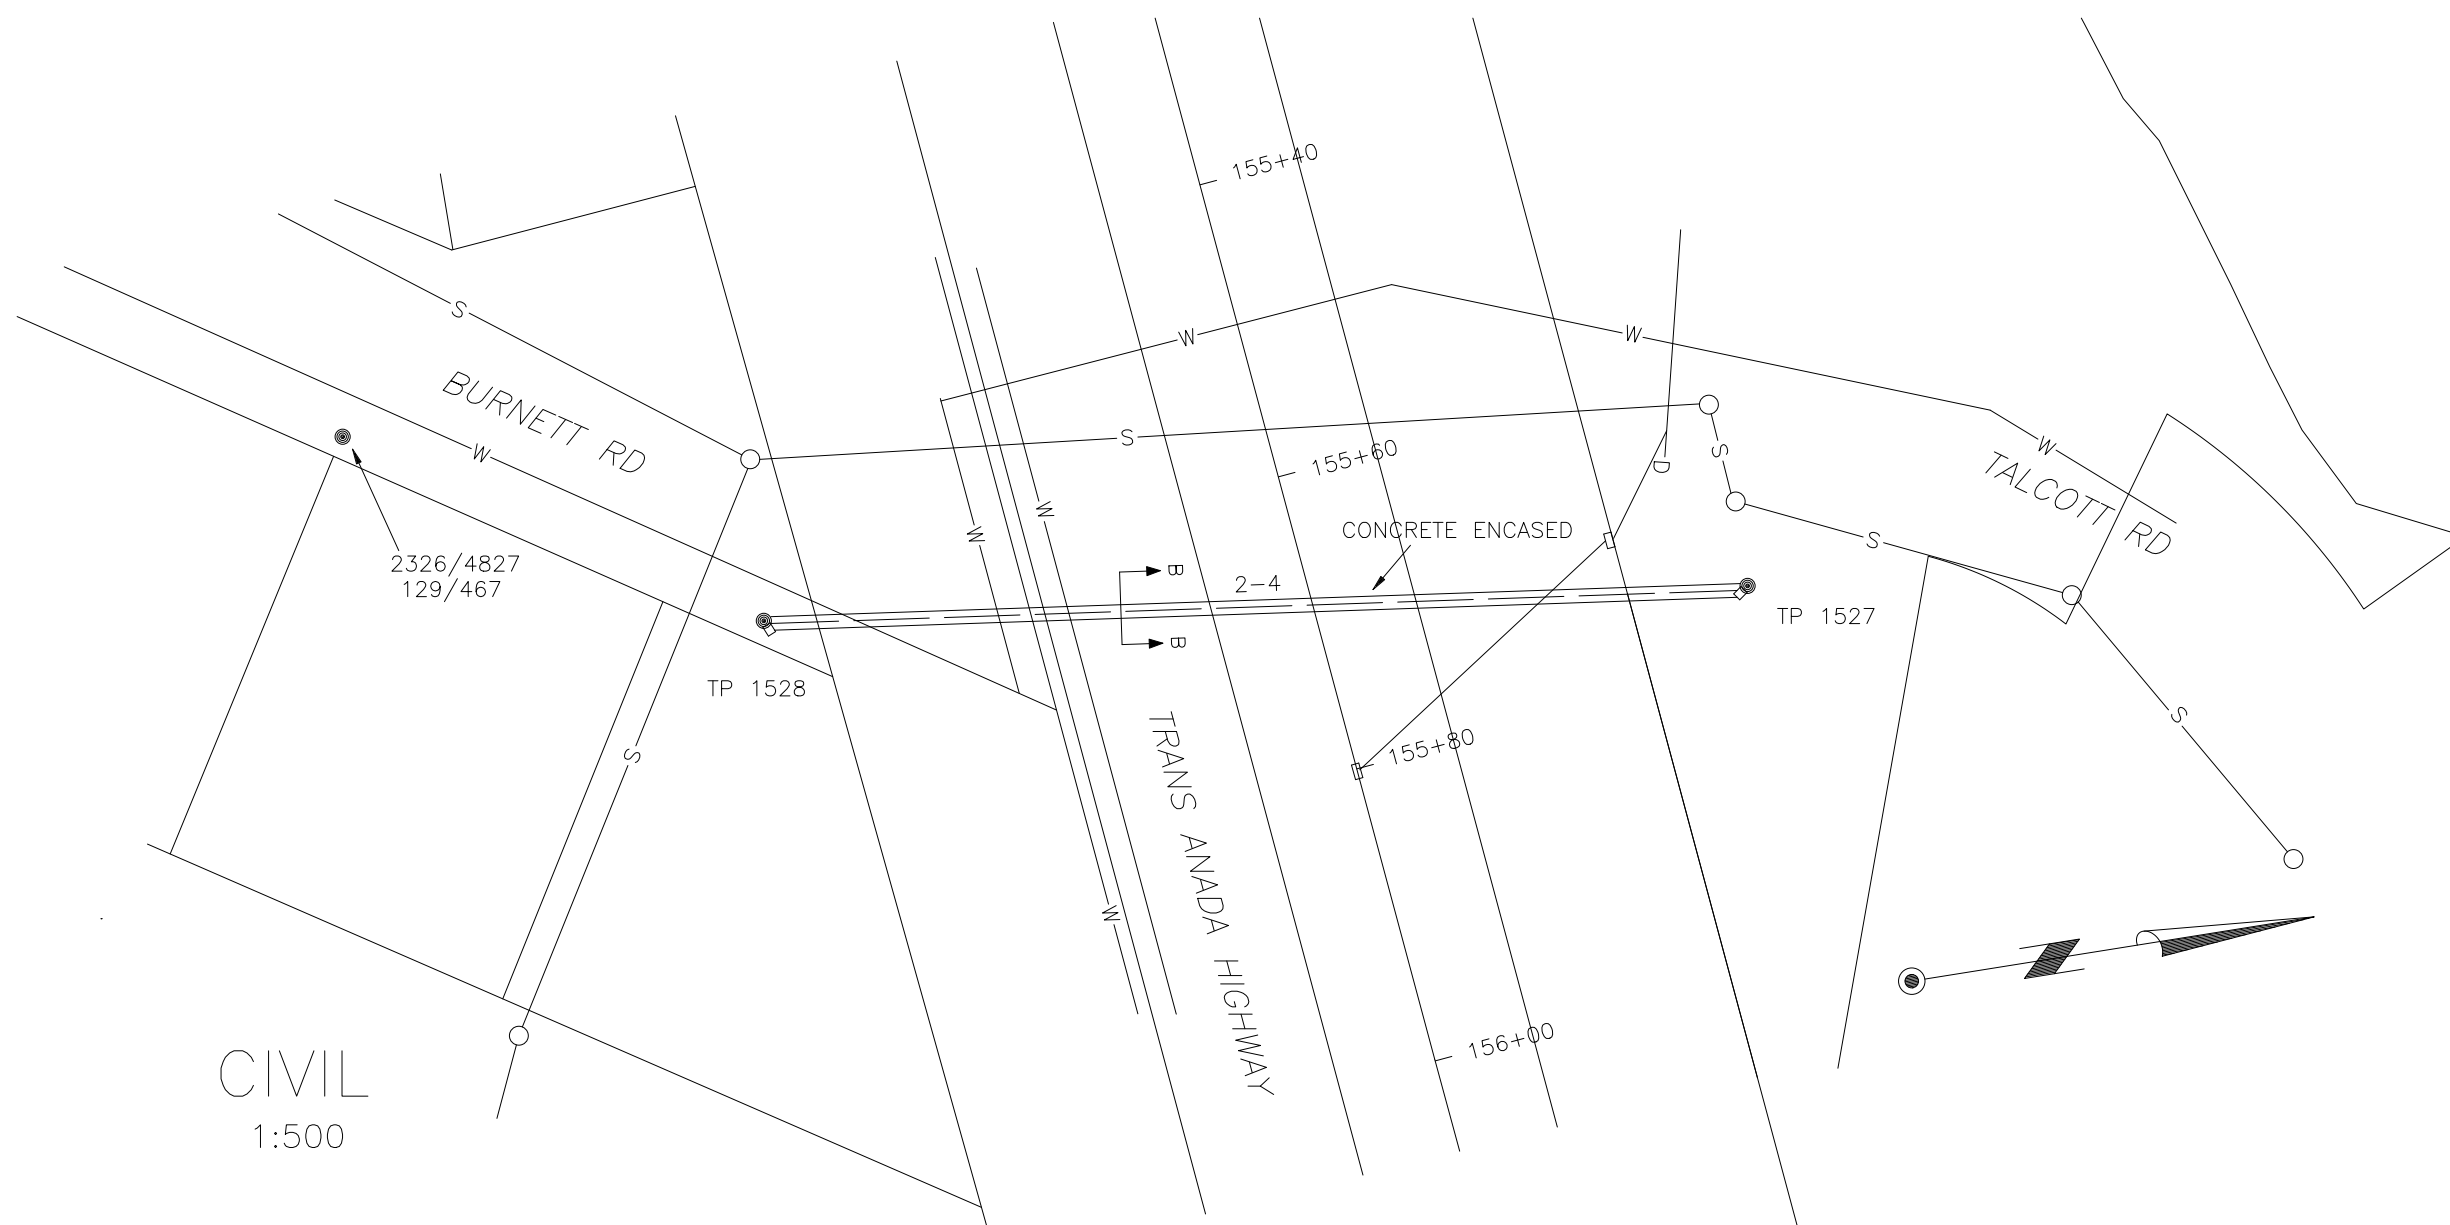 155+40
S
W
W
BURNETT RD
W
S
155+60
S
D
W
TALCOTT RD
W
W
CONCRETE ENCASED
S
2326/4827
129/467
B
2-4
B
TP 1527
TP 1528
S
S
155+80
TRANS ANADA HIGHWAY
W
156+00
CIVIL
1:500